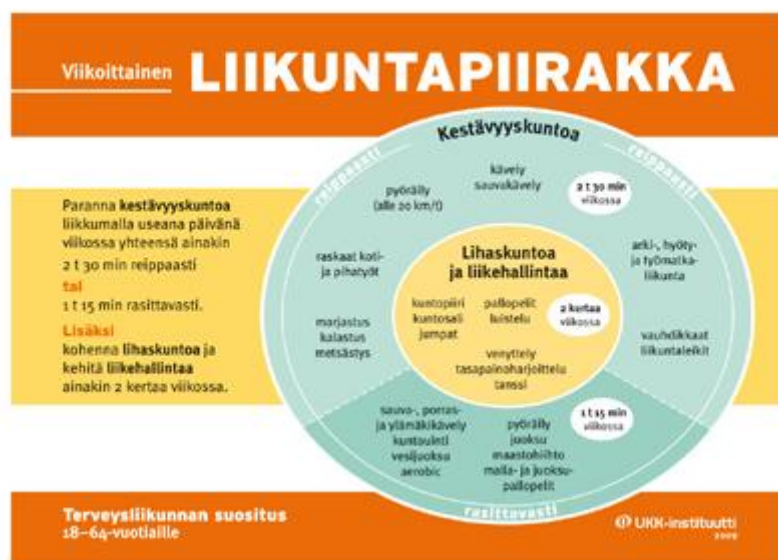 Viikoittainen LIIKUNTAPIIRAKKA
Paranna kestävyyskuntoa
liikkumalla useana päivänä
viikossa yhteensä ainakin
2 t 30 min reippaasti
tai
1 t 15 min rasittavasti.
Lisäksi
kohenna lihaskuntoa ja
kehitä liikehallintaa
ainakin 2 kertaa viikossa.
Kestävyyskuntoa
reippaasti
reippaasti
kävely
sauvakävely
2 t 30 min
viikossa
pyöräily
(alle 20 km/t)
raskaat koti-
ja pihatyöt
marjastus
kalastus
metsästys
arki-, hyöty-
ja työmatka-
liikunta
vauhdikkaat
liikuntaleikit
Lihaskuntoa
ja liikehallintaa
kuntopiiri
kuntosali
jumpat
pallopelit
luistelu
2 kertaa
viikossa
venyttely
tasapainoharjoittelu
tanssi
sauva-, porras-
ja ylämäkikävely
kuntouinti
vesijuoksu
aerobic
pyöräily
juoksu
maastohiihto
maila- ja juoksu-
pallopelit
1 t 15 min
viikossa
rasittavasti
Terveysliikunnan suositus
18–64-vuotiaille
UKK-instituutti
2009